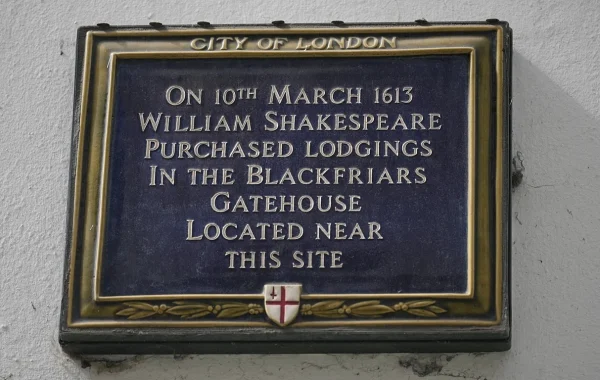 CITY OF LONDON
ON 10TH MARCH 1613
WILLIAM SHAKESPEARE
PURCHASED LODGINGS
IN THE BLACKFRIARS
GATEHOUSE
LOCATED NEAR
THIS SITE